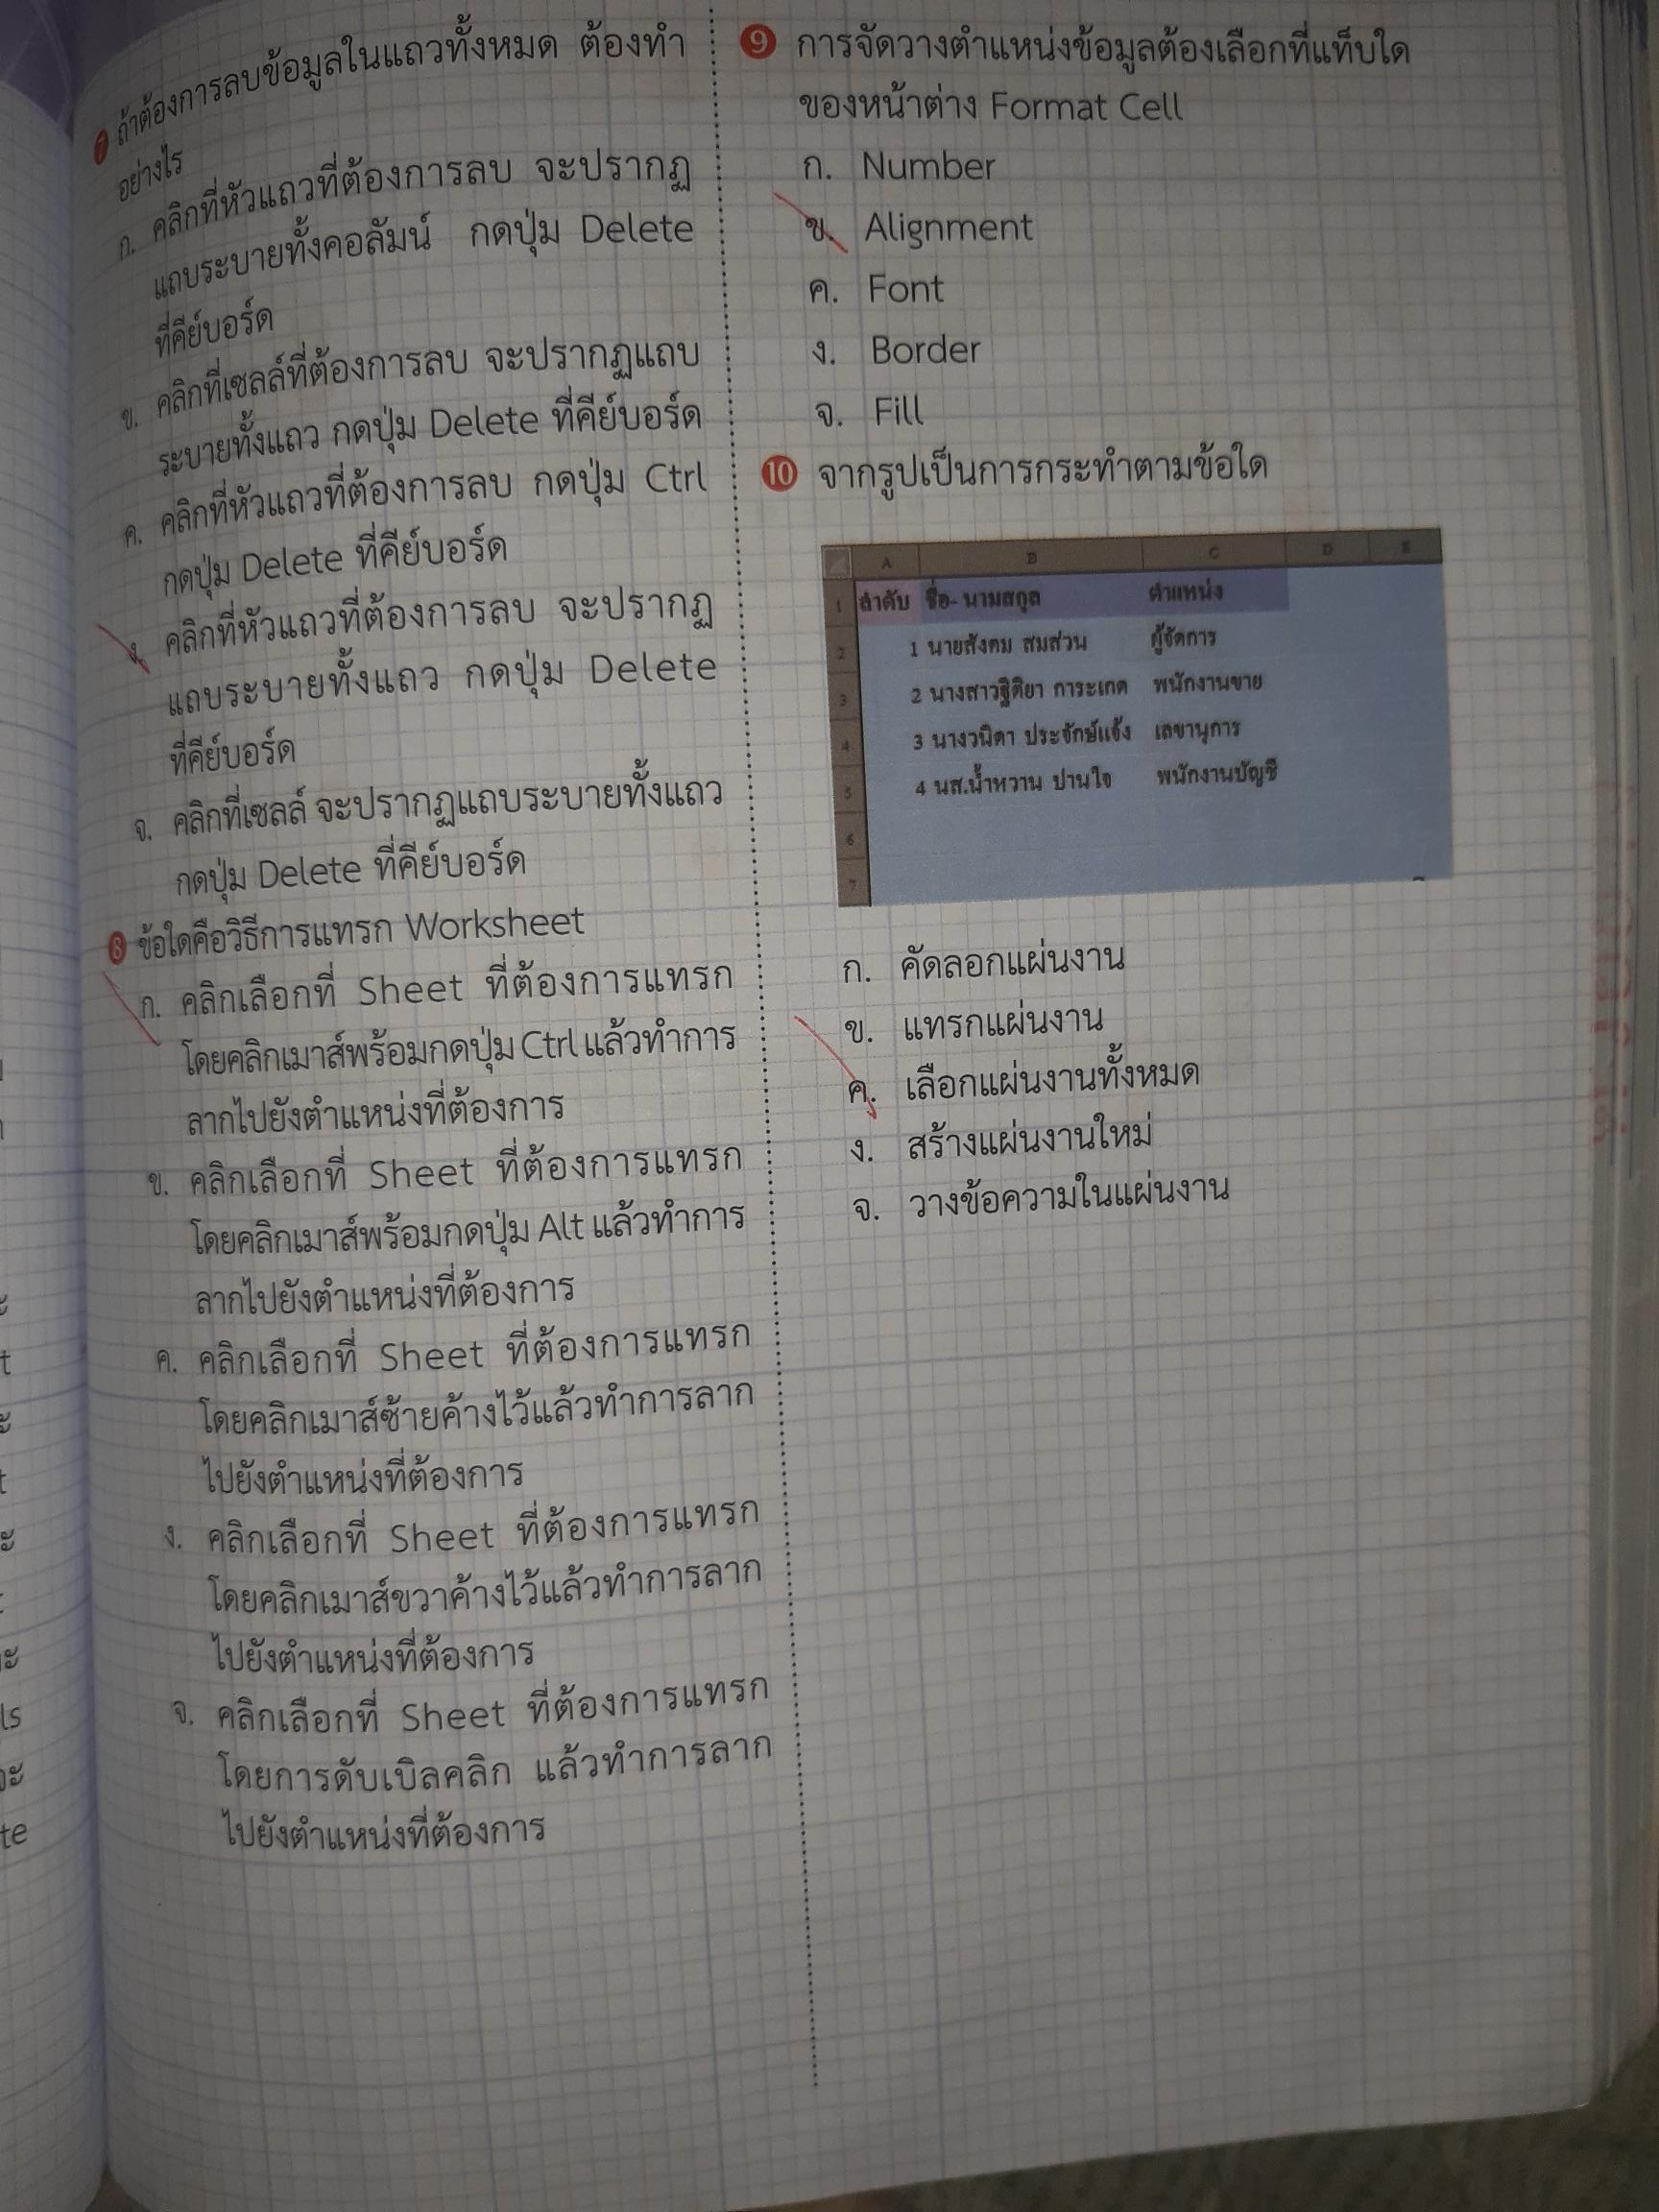 7 ถ้าต้องการลบข้อมูลในแถวทั้งหมด ต้องทำ
อย่างไร
ก. คลิกที่หัวแถวที่ต้องการลบ จะปรากฏ
แถบระบายทั้งคอลัมน์ กดปุ่ม Delete
ที่คีย์บอร์ด
ข. คลิกที่เซลล์ที่ต้องการลบ จะปรากฏแถบ
ระบายทั้งแถว กดปุ่ม Delete ที่คีย์บอร์ด
ค. คลิกที่หัวแถวที่ต้องการลบ กดปุ่ม Ctrl
กดปุ่ม Delete ที่คีย์บอร์ด
ง. คลิกที่หัวแถวที่ต้องการลบ จะปรากฏ
แถบระบายทั้งแถว กดปุ่ม Delete
ที่คีย์บอร์ด
จ. คลิกที่เซลล์ จะปรากฏแถบระบายทั้งแถว
กดปุ่ม Delete ที่คีย์บอร์ด
8 ข้อใดคือวิธีการแทรก Worksheet
ก. คลิกเลือกที่ Sheet ที่ต้องการแทรก
โดยคลิกเมาส์พร้อมกดปุ่ม Ctrl แล้วทำการ
ลากไปยังตำแหน่งที่ต้องการ
ข. คลิกเลือกที่ Sheet ที่ต้องการแทรก
โดยคลิกเมาส์พร้อมกดปุ่ม Alt แล้วทำการ
ลากไปยังตำแหน่งที่ต้องการ
ค. คลิกเลือกที่ Sheet ที่ต้องการแทรก
โดยคลิกเมาส์ซ้ายค้างไว้แล้วทำการลาก
ไปยังตำแหน่งที่ต้องการ
ง. คลิกเลือกที่ Sheet ที่ต้องการแทรก
โดยคลิกเมาส์ขวาค้างไว้แล้วทำการลาก
ไปยังตำแหน่งที่ต้องการ
จ. คลิกเลือกที่ Sheet ที่ต้องการแทรก
โดยการดับเบิลคลิก แล้วทำการลาก
ไปยังตำแหน่งที่ต้องการ
9 การจัดวางตำแหน่งข้อมูลต้องเลือกที่แท็บใด
ของหน้าต่าง Format Cell
ก. Number
ข. Alignment
ค. Font
ง. Border
จ. Fill
10 จากรูปเป็นการกระทำตามข้อใด
A B C D E
1 ลำดับ ชื่อ- นามสกุล ตำแหน่ง
2 1 นายสังคม สมส่วน ผู้จัดการ
3 2 นางสาวฐิติยา การะเกด พนักงานขาย
4 3 นางวนิดา ประจักษ์แจ้ง เลขานุการ
5 4 นส.น้ำหวาน ปานใจ พนักงานบัญชี
6
7
ก. คัดลอกแผ่นงาน
ข. แทรกแผ่นงาน
ค. เลือกแผ่นงานทั้งหมด
ง. สร้างแผ่นงานใหม่
จ. วางข้อความในแผ่นงาน